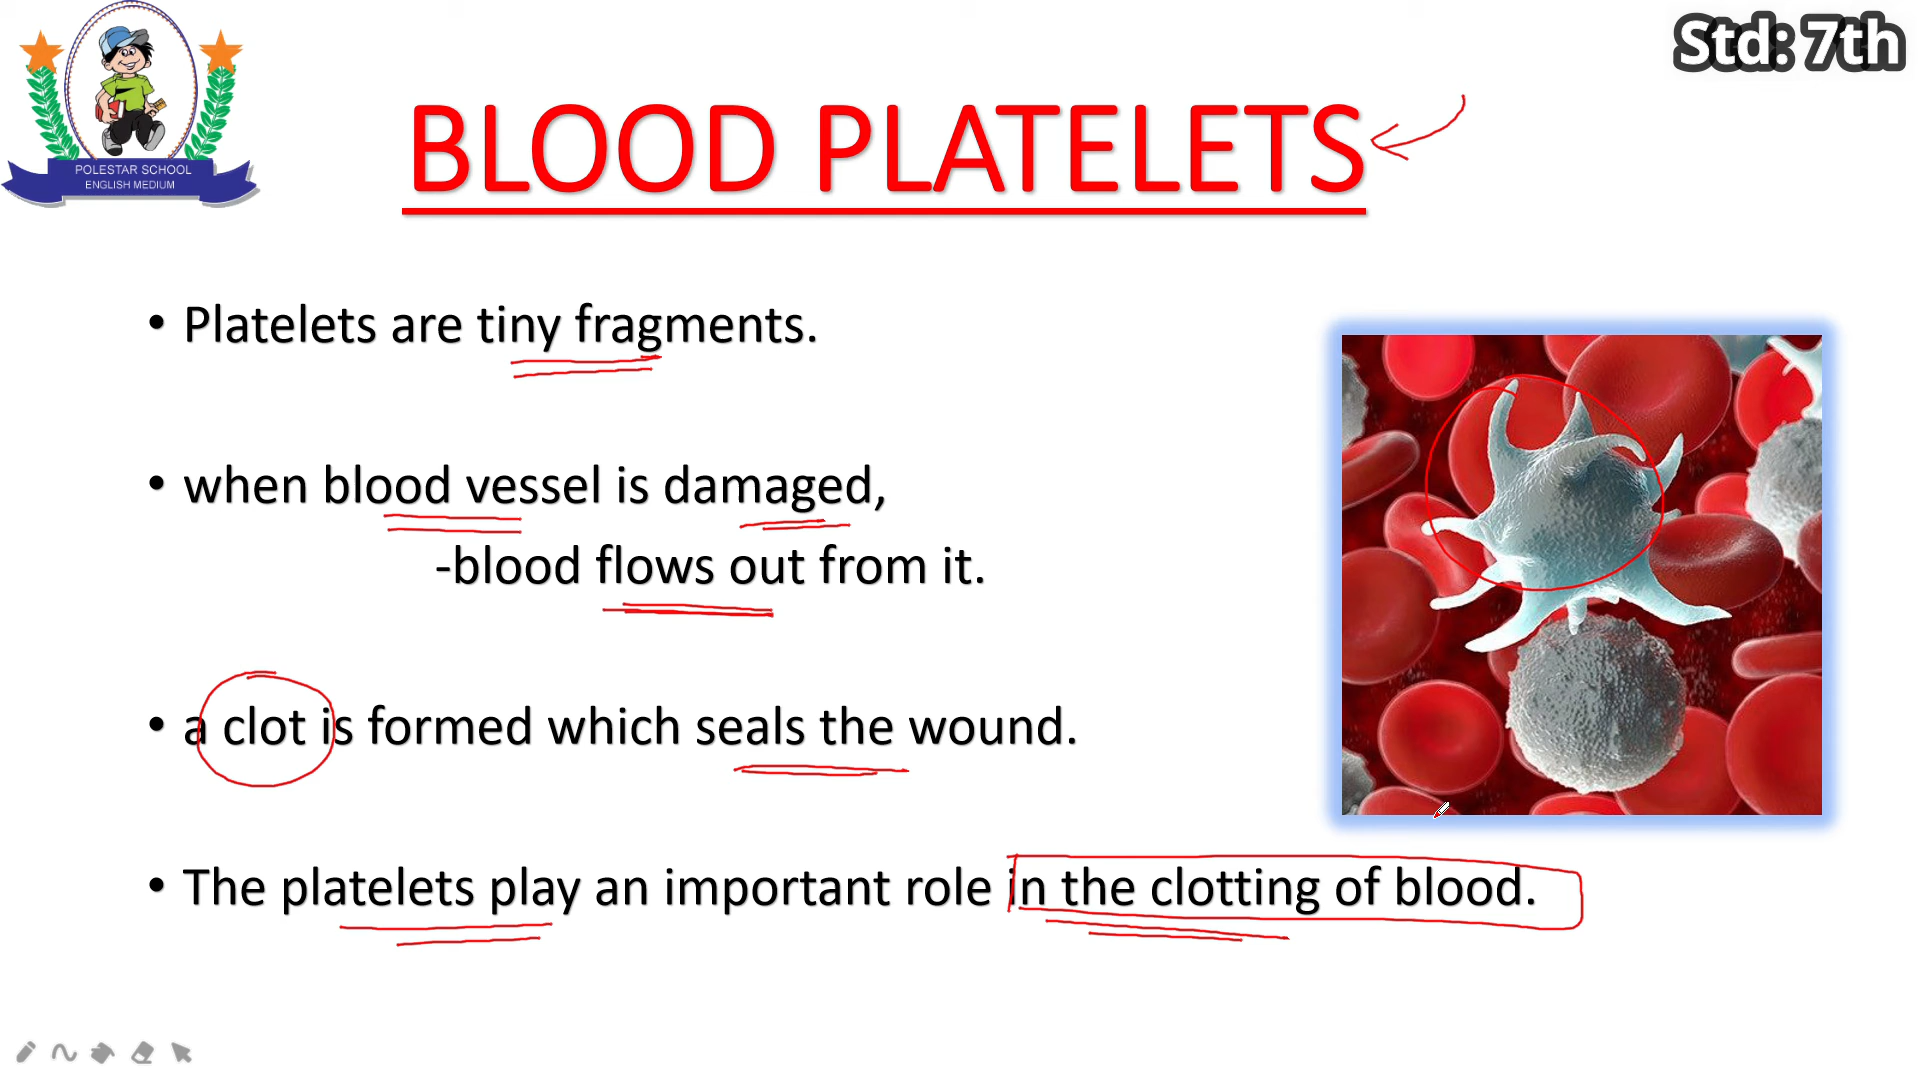 Std: 7th
POLESTAR SCHOOL
ENGLISH MEDIUM
BLOOD PLATELETS
• Platelets are tiny fragments.
• when blood vessel is damaged,
-blood flows out from it.
• a clot is formed which seals the wound.
• The platelets play an important role in the clotting of blood.